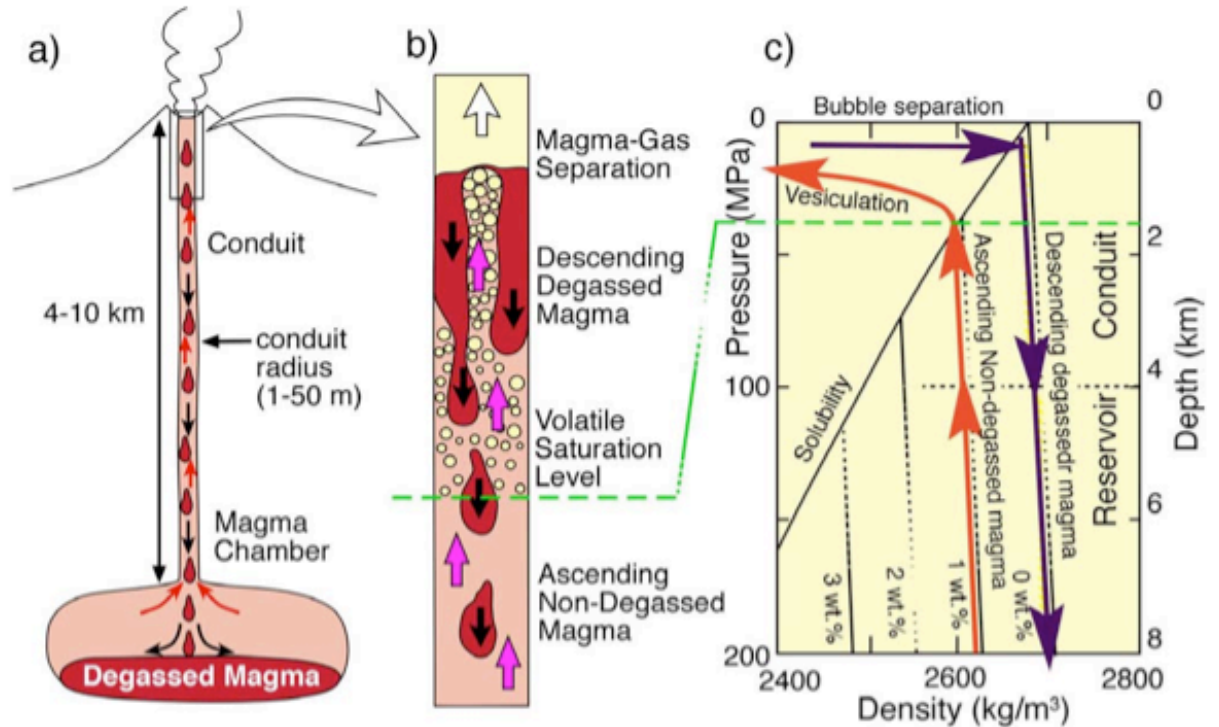 a)
Conduit
4-10 km
conduit
radius
(1-50 m)
Magma
Chamber
Degassed Magma
b)
Magma-Gas
Separation
Descending
Degassed
Magma
Volatile
Saturation
Level
Ascending
Non-Degassed
Magma
c)
Bubble separation
Vesiculation
Solubility
Ascending Non-degassed magma
Descending degassedr magma
Conduit
Reservoir
3 wt.%
2 wt.%
1 wt.%
0 wt.%
Pressure (MPa)
0
100
200
Depth (km)
0
2
4
6
8
2400
2600
2800
Density (kg/m³)